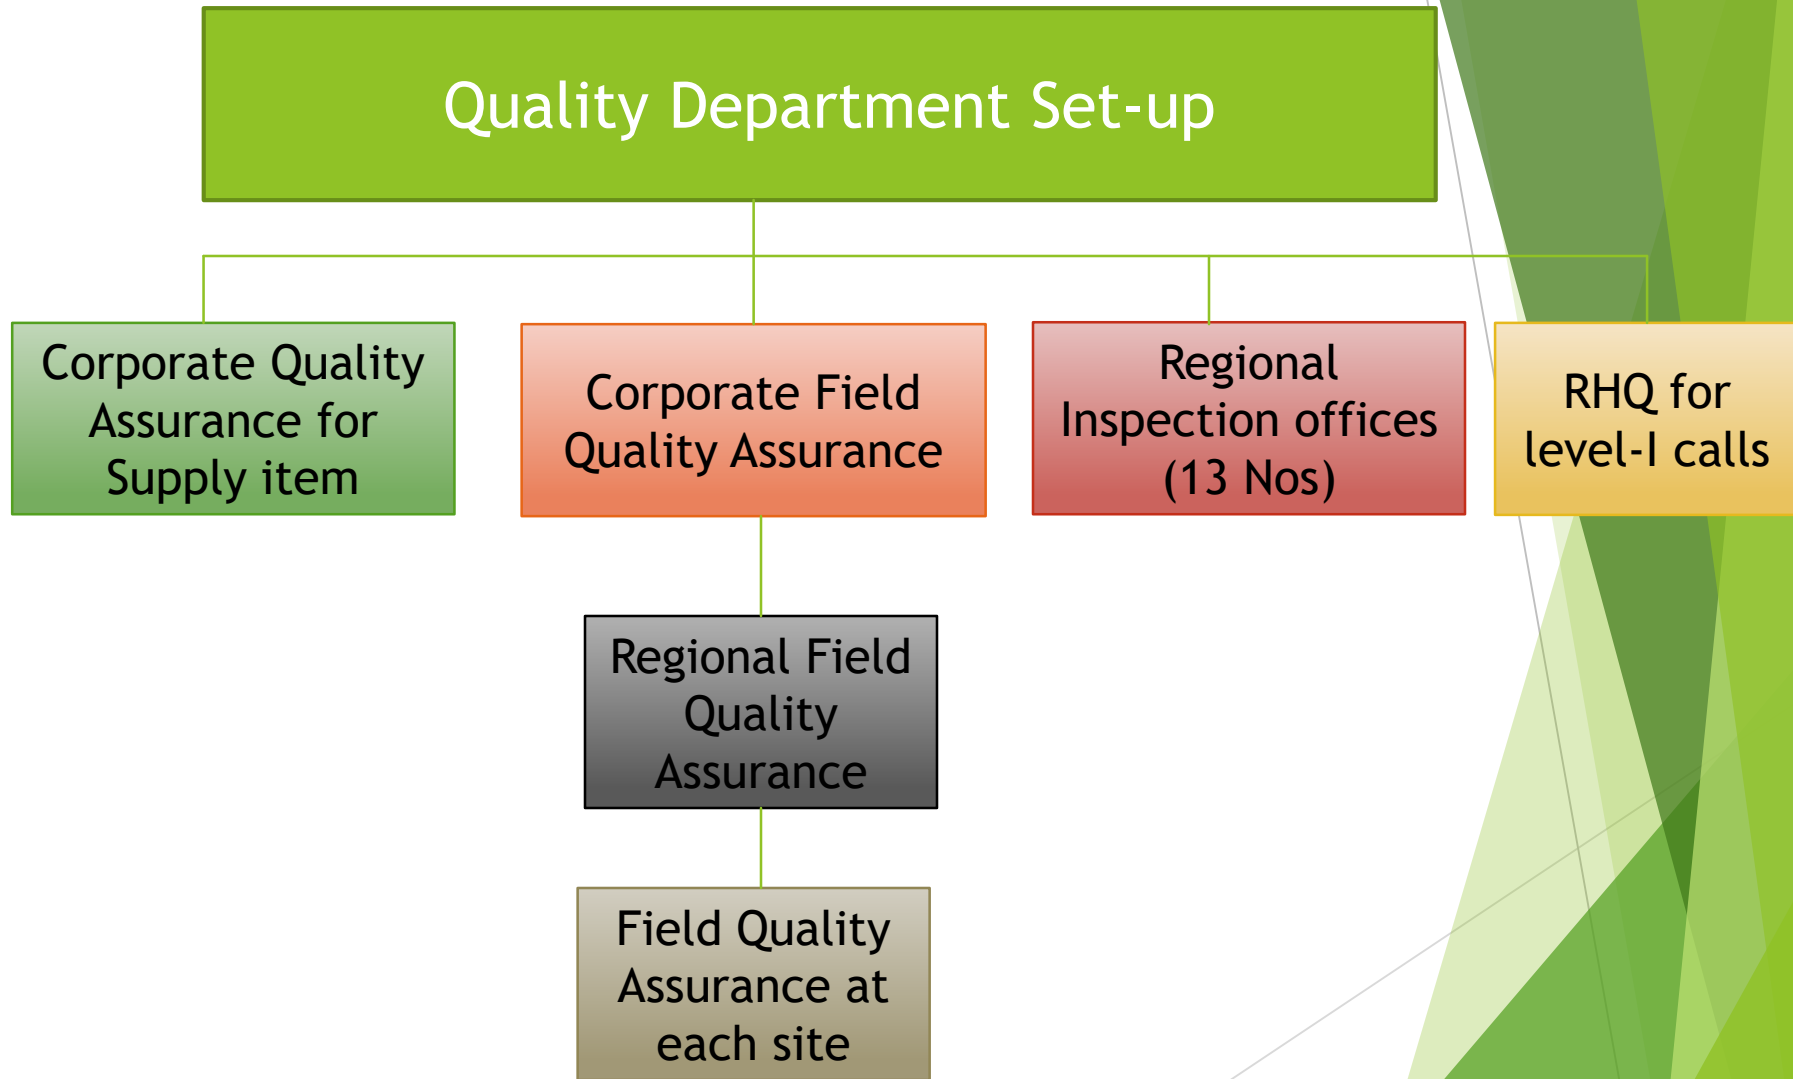 Quality Department Set-up
Corporate Quality
Assurance for
Supply item
Corporate Field
Quality Assurance
Regional
Inspection offices
(13 Nos)
RHQ for
level-I calls
Regional Field
Quality
Assurance
Field Quality
Assurance at
each site